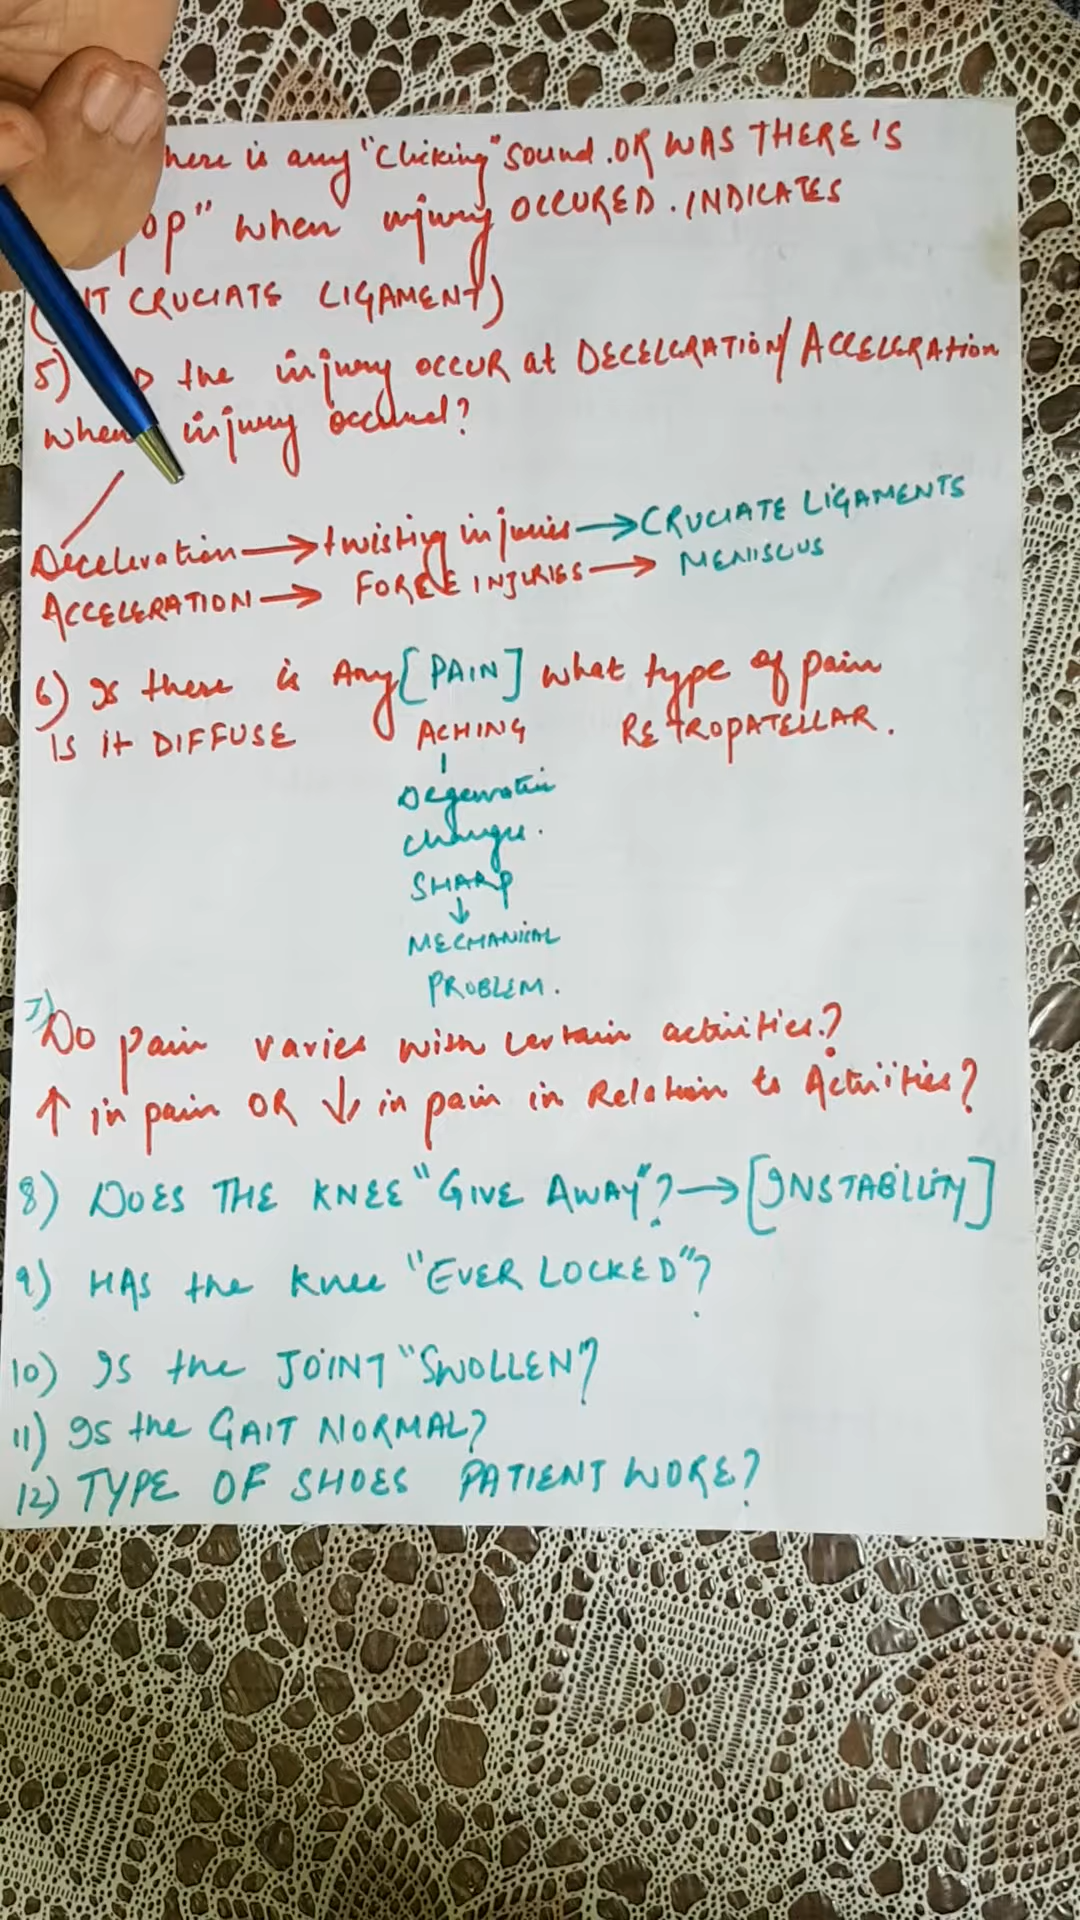 here is any "Clicking" sound. OR WAS THERE IS
op" when injury OCCURED. INDICATES
IT CRUCIATE LIGAMENT)
5) the injury OCCUR at DECELERATION/ACCELERATION
when injury occured?
Deceleration → twisting injuries → CRUCIATE LIGAMENTS
ACCELERATION → FORCE INJURIES → MENIISCUS
6) Is there is Any [PAIN] what type of pain
IS it DIFFUSE ACHING RETROPATELLAR.
Degenratic
changes.
SHARP
↓
MECHANICAL
PROBLEM.
7) Do pain varies with certain activities?
↑ in pain OR ↓ in pain in Relation to Activities?
8) DOES THE KNEE "GIVE AWAY"? → [INSTABILITY]
9) HAS the knee "EVER LOCKED"?
10) Is the JOINT "SWOLLEN"?
11) Is the GAIT NORMAL?
12) TYPE OF SHOES PATIENT WORE?